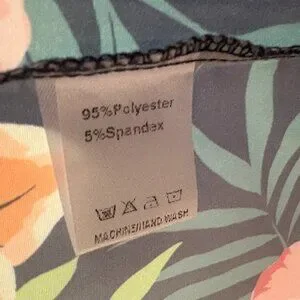 95%Polyester
5%Spandex
MACHINE/HAND WASH